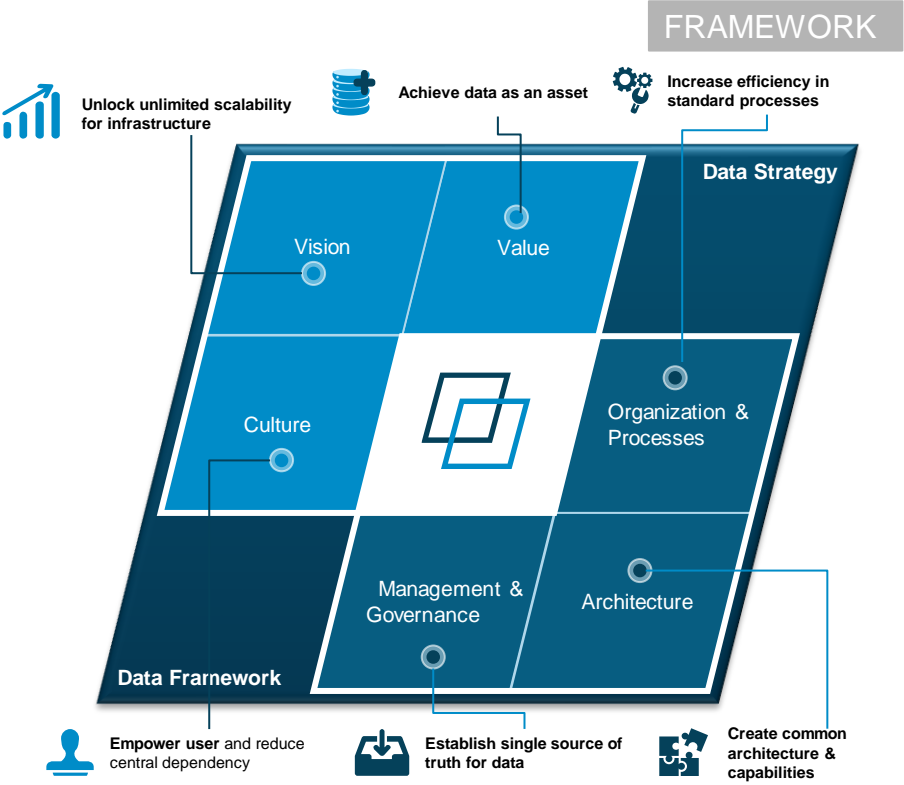 FRAMEWORK
Unlock unlimited scalability
for infrastructure
Achieve data as an asset
Increase efficiency in
standard processes
Data Strategy
Vision
Value
Culture
Organization &
Processes
Management &
Governance
Architecture
Data Framework
Empower user and reduce
central dependency
Establish single source of
truth for data
Create common
architecture &
capabilities